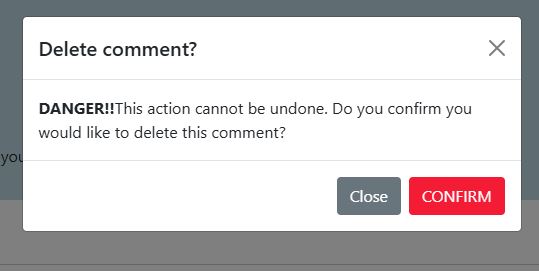 Delete comment?
DANGER!!This action cannot be undone. Do you confirm you
would like to delete this comment?
you
Close CONFIRM